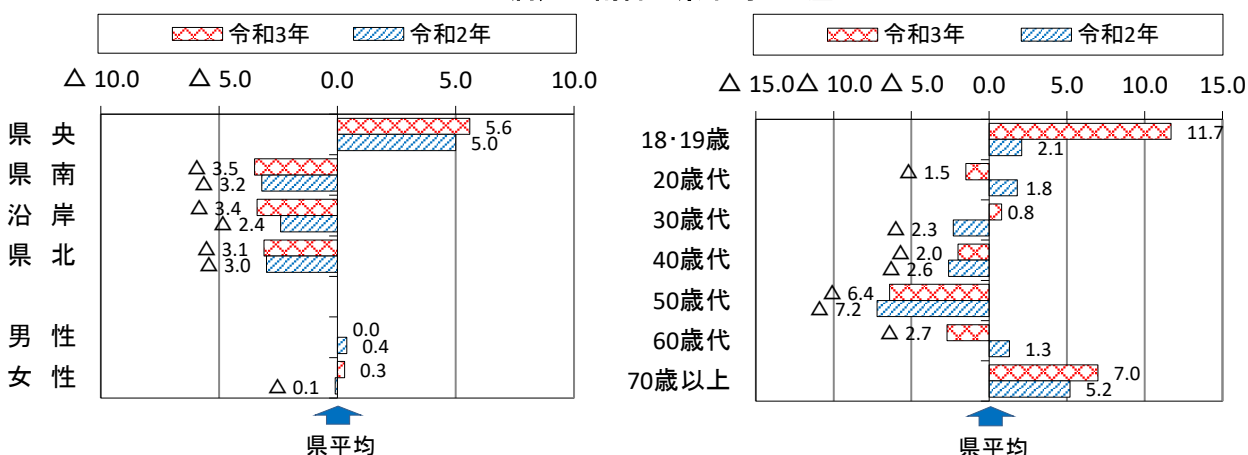 令和3年 令和2年
△ 10.0 △ 5.0 0.0 5.0 10.0
県 央 5.6
5.0
県 南 △ 3.5
△ 3.2
沿 岸 △ 3.4
△ 2.4
県 北 △ 3.1
△ 3.0
男 性 0.0
0.4
女 性 0.3
△ 0.1
県平均
令和3年 令和2年
△ 15.0 △ 10.0 △ 5.0 0.0 5.0 10.0 15.0
18･19歳 11.7
2.1
20歳代 △ 1.5
1.8
30歳代 0.8
△ 2.3
40歳代 △ 2.0
△ 2.6
50歳代 △ 6.4
△ 7.2
60歳代 △ 2.7
1.3
70歳以上 7.0
5.2
県平均